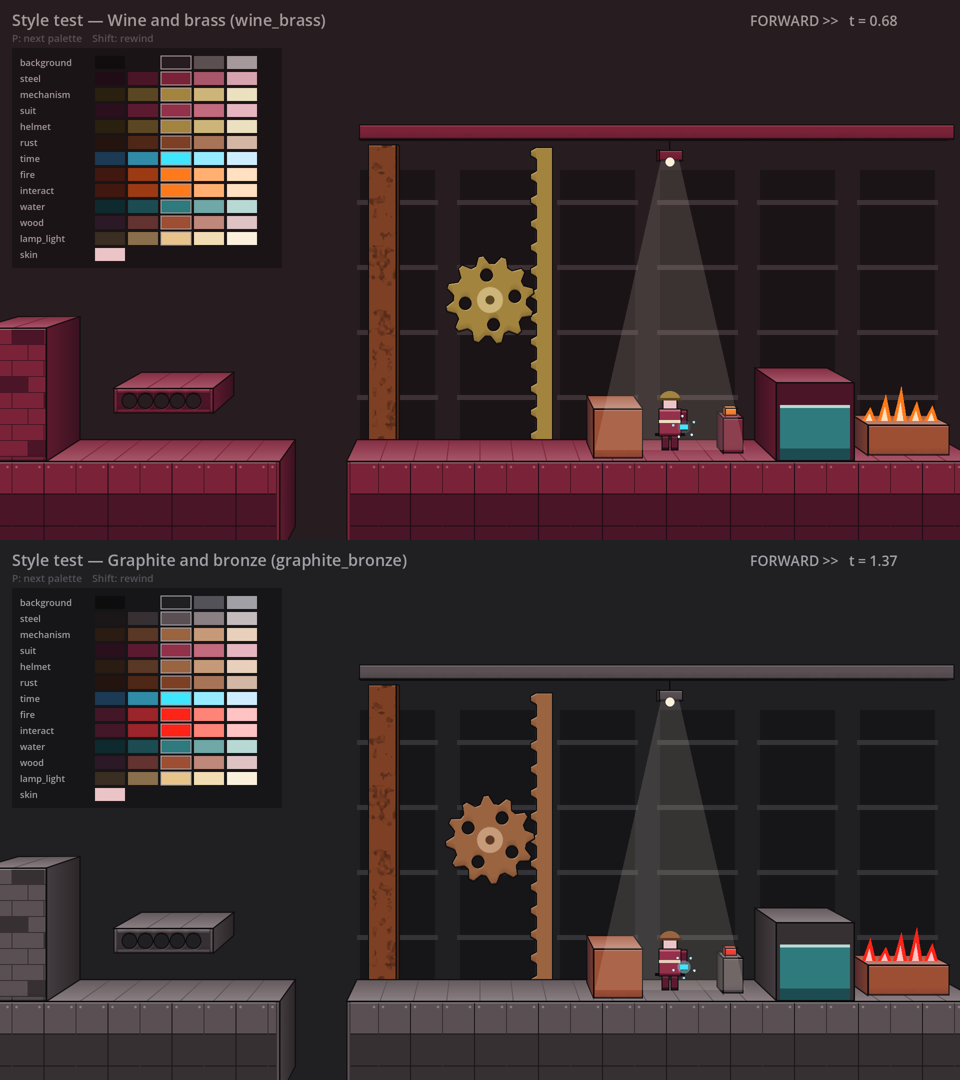 Style test — Wine and brass (wine_brass)
FORWARD >> t = 0.68
P: next palette Shift: rewind
background
steel
mechanism
suit
helmet
rust
time
fire
interact
water
wood
lamp_light
skin
Style test — Graphite and bronze (graphite_bronze)
FORWARD >> t = 1.37
P: next palette Shift: rewind
background
steel
mechanism
suit
helmet
rust
time
fire
interact
water
wood
lamp_light
skin